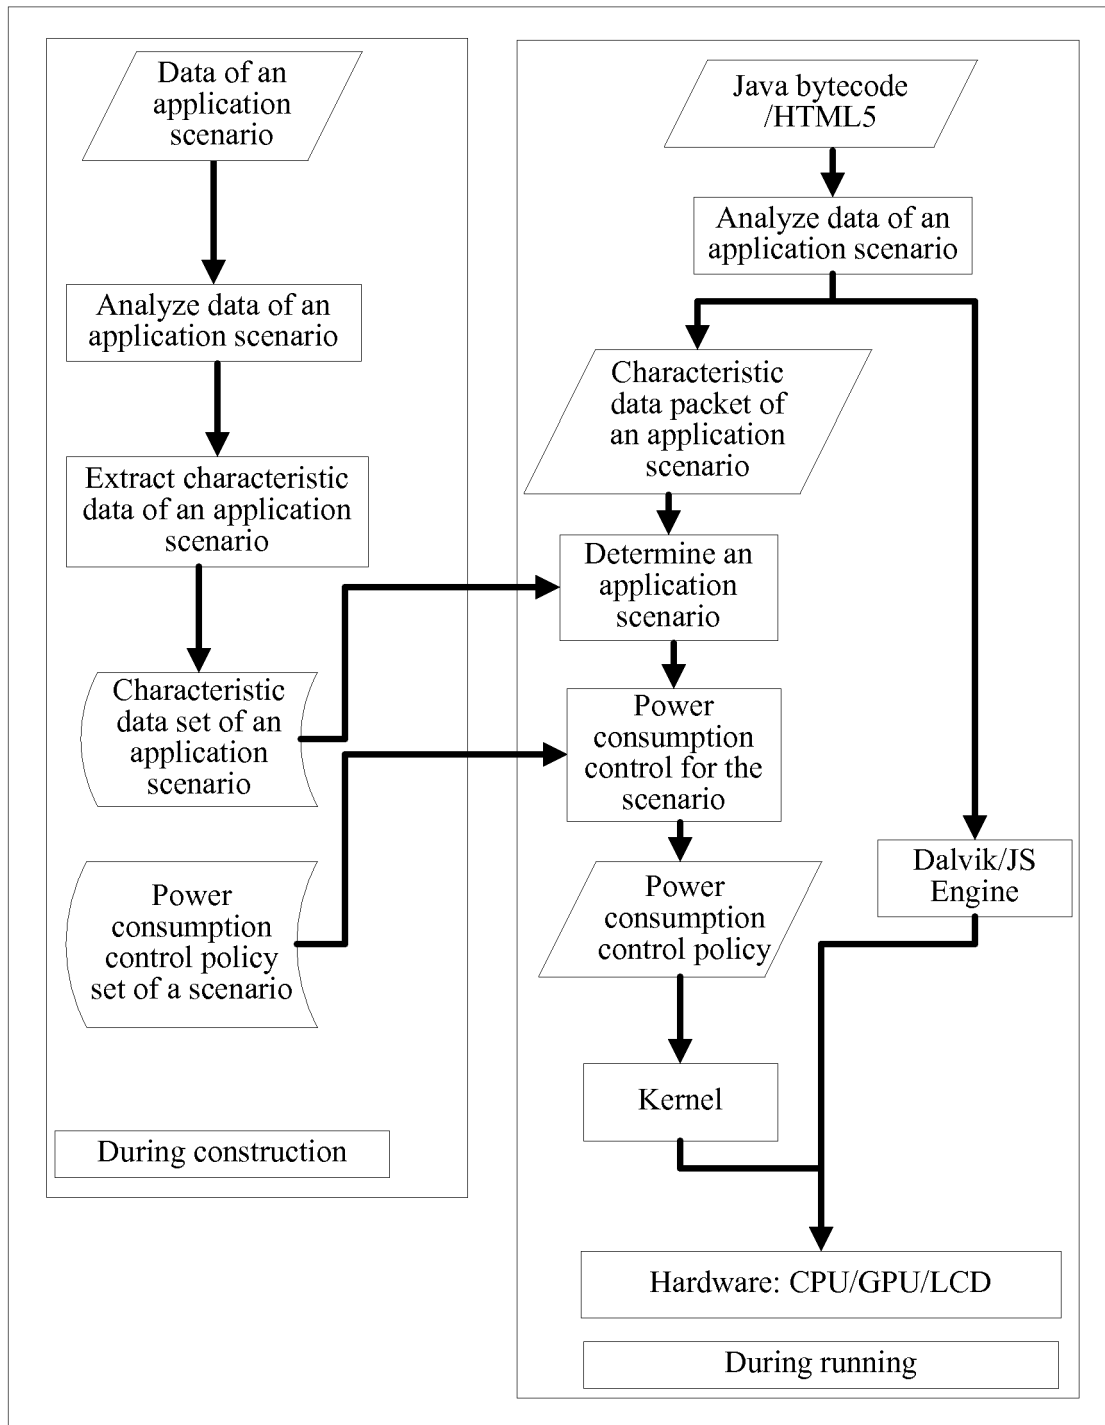 Data of an
application
scenario
Analyze data of an
application scenario
Extract characteristic
data of an application
scenario
Characteristic
data set of an
application
scenario
Power
consumption
control policy
set of a scenario
During construction
Java bytecode
/HTML5
Analyze data of an
application scenario
Characteristic
data packet of
an application
scenario
Determine an
application
scenario
Power
consumption
control for the
scenario
Power
consumption
control policy
Dalvik/JS
Engine
Kernel
Hardware: CPU/GPU/LCD
During running